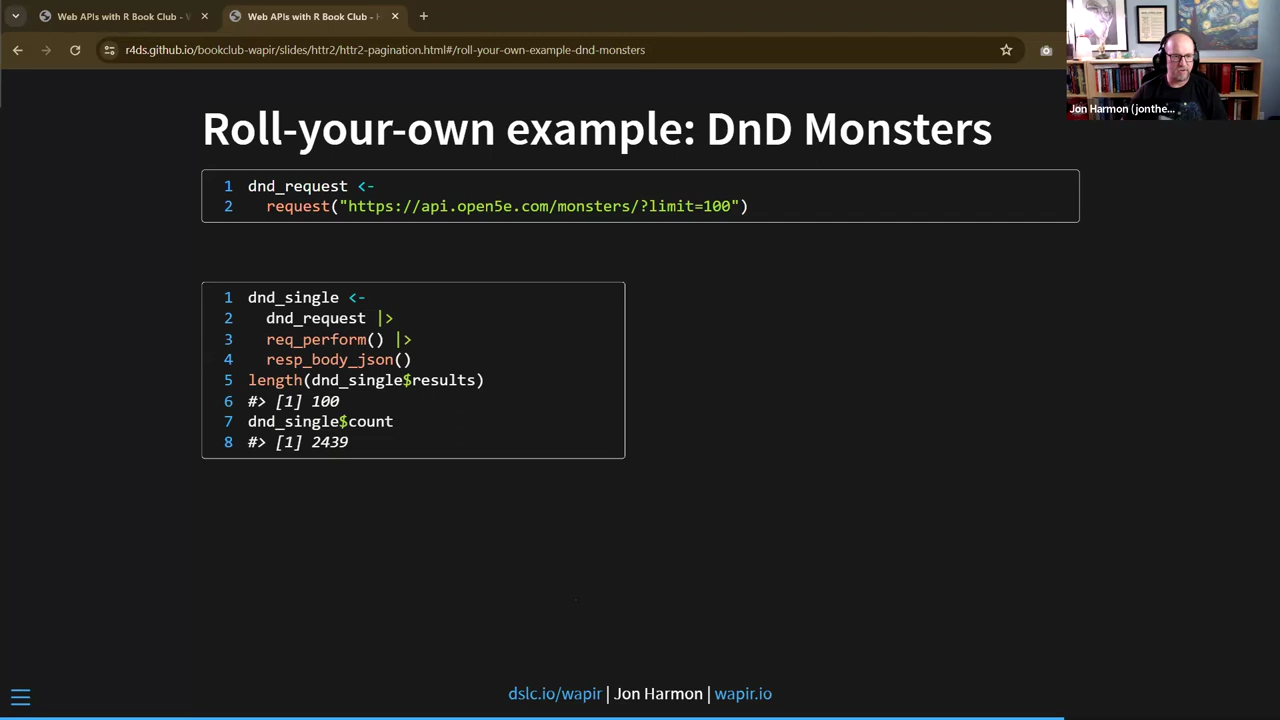 Web APIs with R Book Club - W
Web APIs with R Book Club - H
r4ds.github.io/bookclub-wapir/slides/httr2/httr2-pagination.html#/roll-your-own-example-dnd-monsters
Jon Harmon (jonthe...
Roll-your-own example: DnD Monsters
1 dnd_request <-
2 request("https://api.open5e.com/monsters/?limit=100")
1 dnd_single <-
2 dnd_request |>
3 req_perform() |>
4 resp_body_json()
5 length(dnd_single$results)
6 #> [1] 100
7 dnd_single$count
8 #> [1] 2439
dslc.io/wapir | Jon Harmon | wapir.io